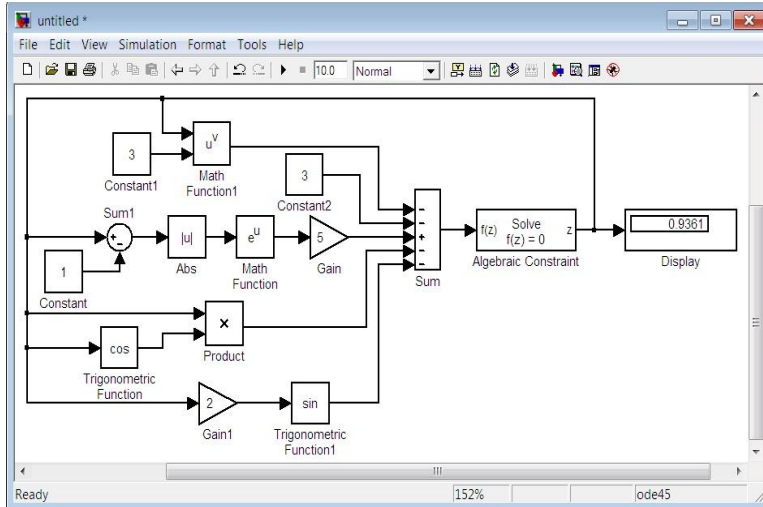 untitled *
File Edit View Simulation Format Tools Help
10.0 Normal
u^v
3
Constant1
Math
Function1
3
Constant2
Sum1
+
−
|u|
Abs
e^u
Math
Function
5
Gain
1
Constant
−
−
+
−
−
Sum
f(z) Solve z
f(z) = 0
Algebraic Constraint
0.9361
Display
×
Product
cos
Trigonometric
Function
2
Gain1
sin
Trigonometric
Function1
Ready 152% ode45